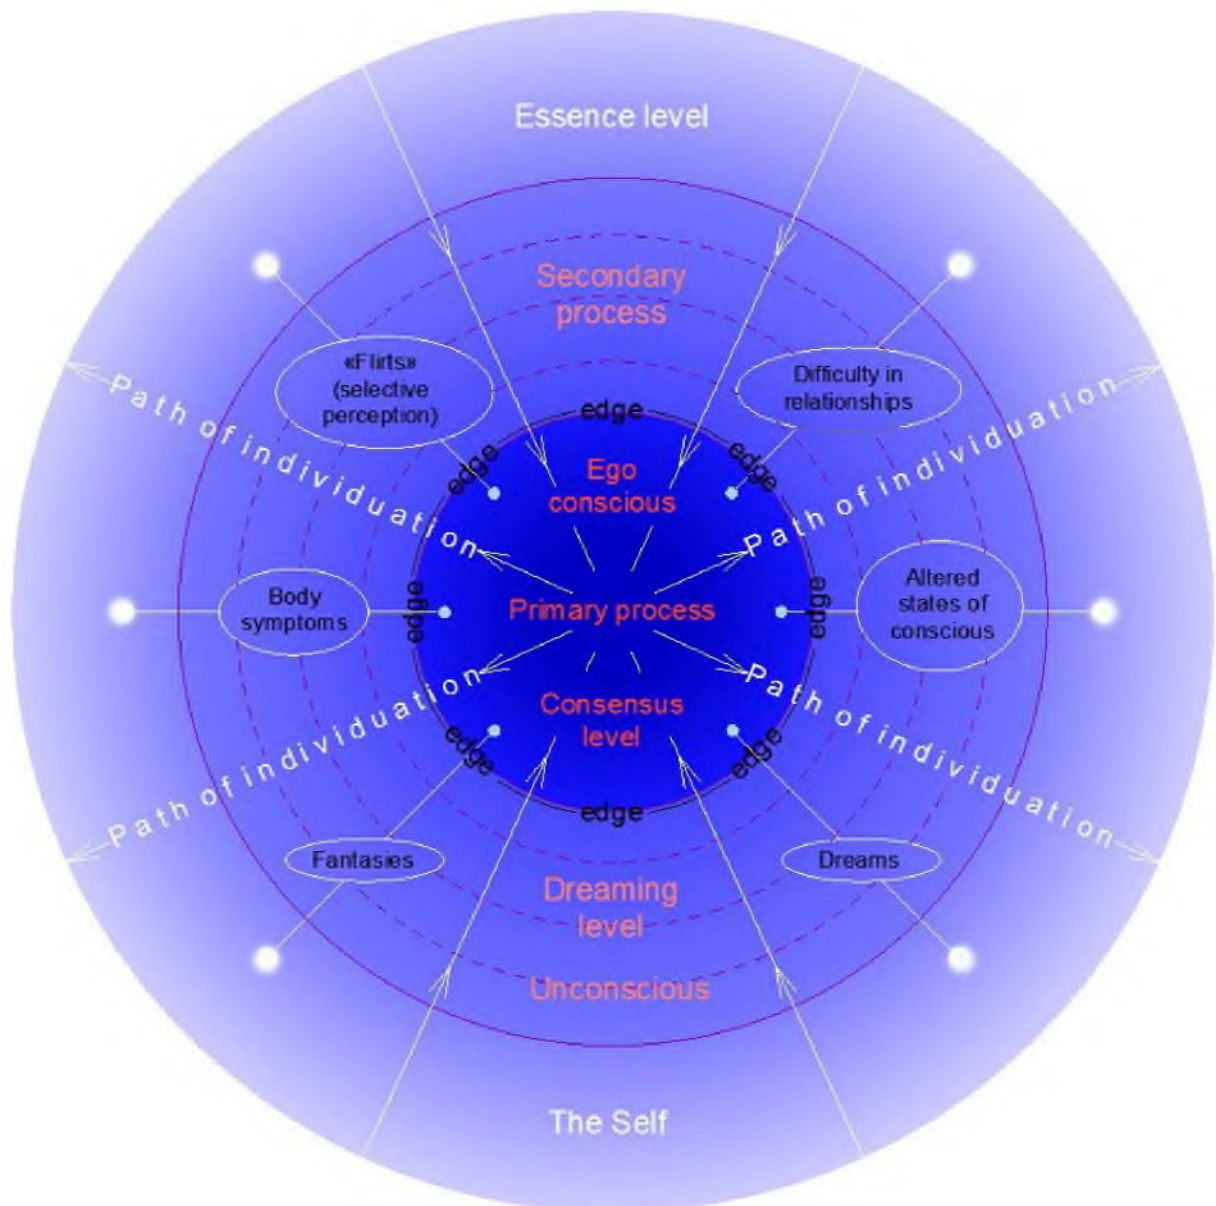 Essence level
Secondary
process
«Flirts»
(selective
perception)
Difficulty in
relationships
edge
edge
edge
Path of individuation
Path of individuation
Ego
conscious
Body
symptoms
edge
Primary process
edge
Altered
states of
conscious
Path of individuation
Path of individuation
Consensus
level
edge
edge
edge
Fantasies
Dreams
Dreaming
level
Unconscious
The Self